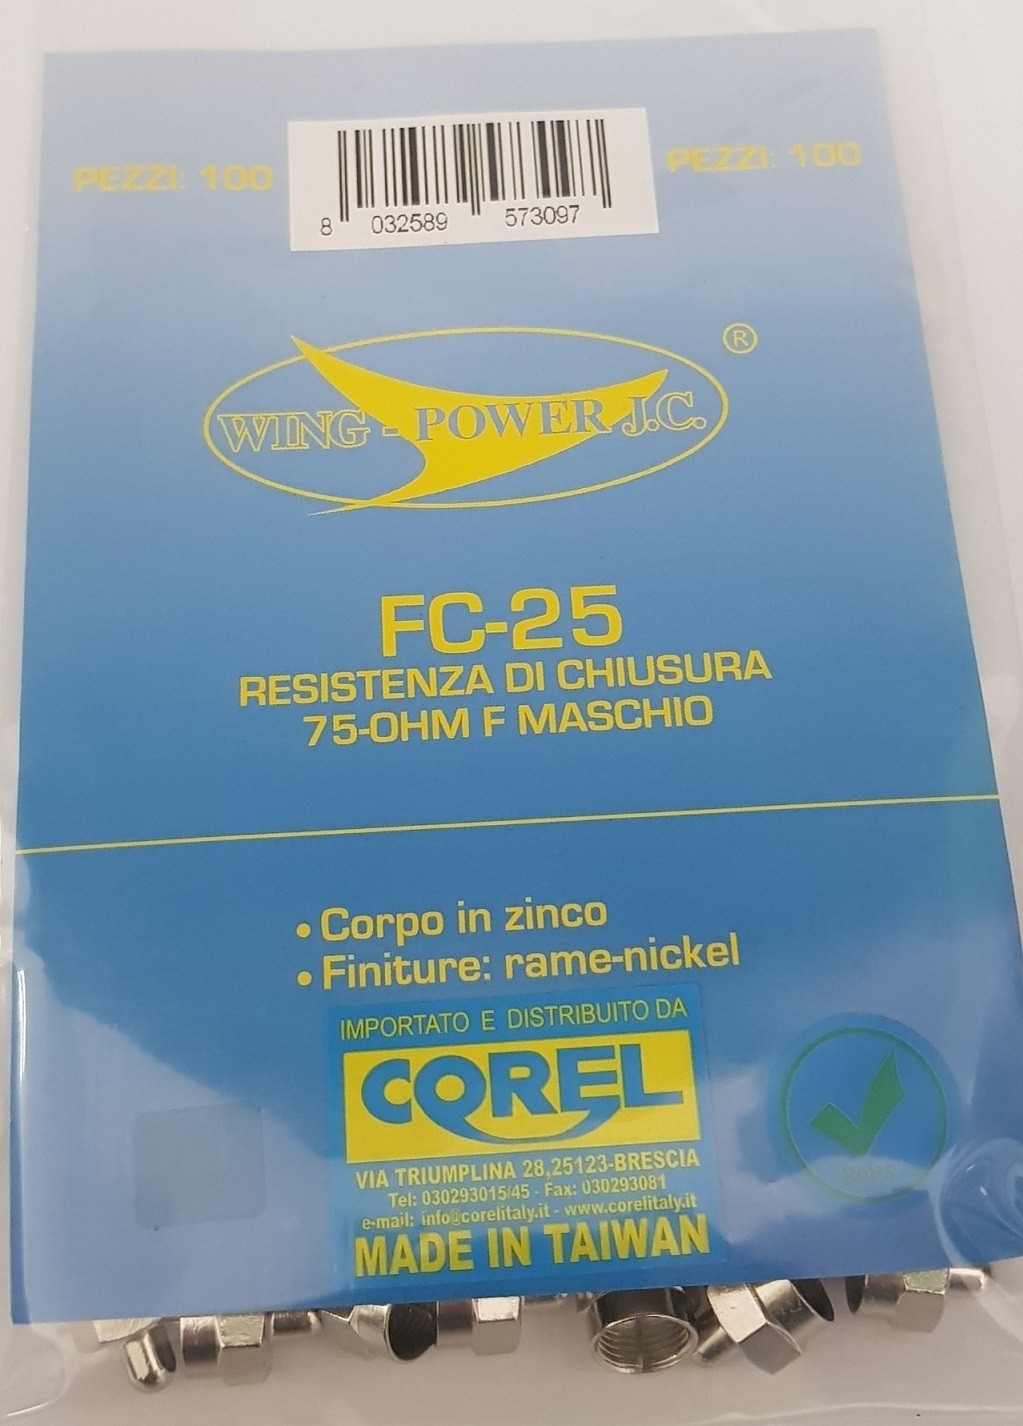 PEZZI: 100
PEZZI: 100
8 032589 573097
WING - POWER J.C. ®
FC-25
RESISTENZA DI CHIUSURA
75-OHM F MASCHIO
• Corpo in zinco
• Finiture: rame-nickel
IMPORTATO E DISTRIBUITO DA
COREL
VIA TRIUMPLINA 28,25123-BRESCIA
Tel: 030293015/45 - Fax: 030293081
e-mail: info@corelitaly.it - www.corelitaly.it
MADE IN TAIWAN
RoHS